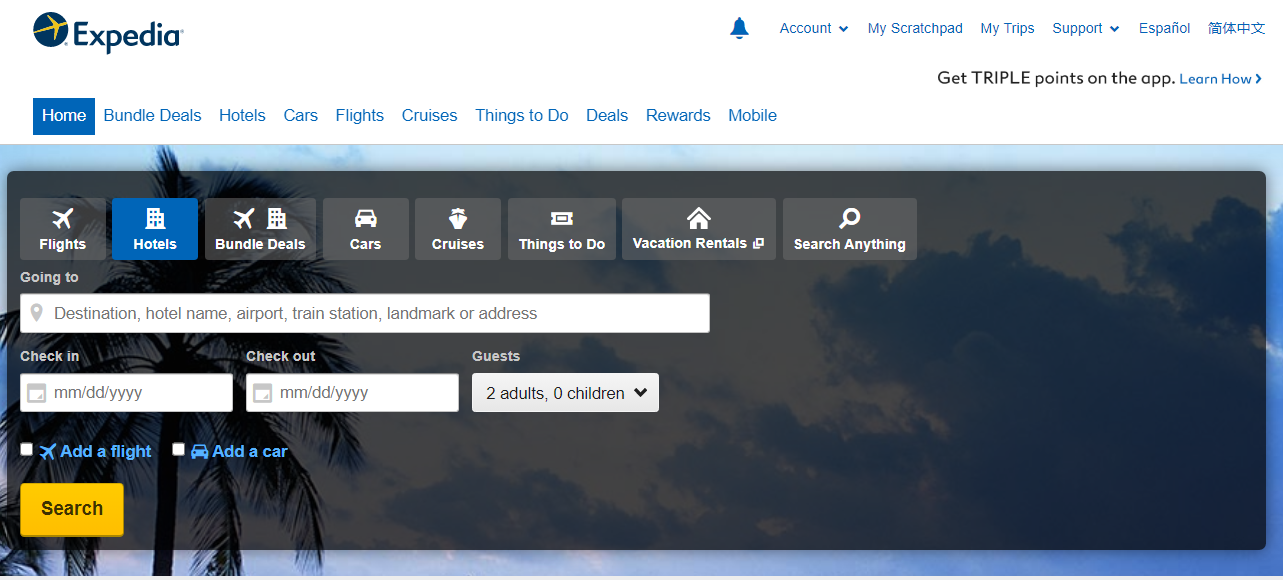 Expedia
Account My Scratchpad My Trips Support Español 简体中文
Get TRIPLE points on the app. Learn How
Home Bundle Deals Hotels Cars Flights Cruises Things to Do Deals Rewards Mobile
Flights Hotels Bundle Deals Cars Cruises Things to Do Vacation Rentals Search Anything
Going to
Destination, hotel name, airport, train station, landmark or address
Check in Check out Guests
mm/dd/yyyy mm/dd/yyyy 2 adults, 0 children
Add a flight Add a car
Search